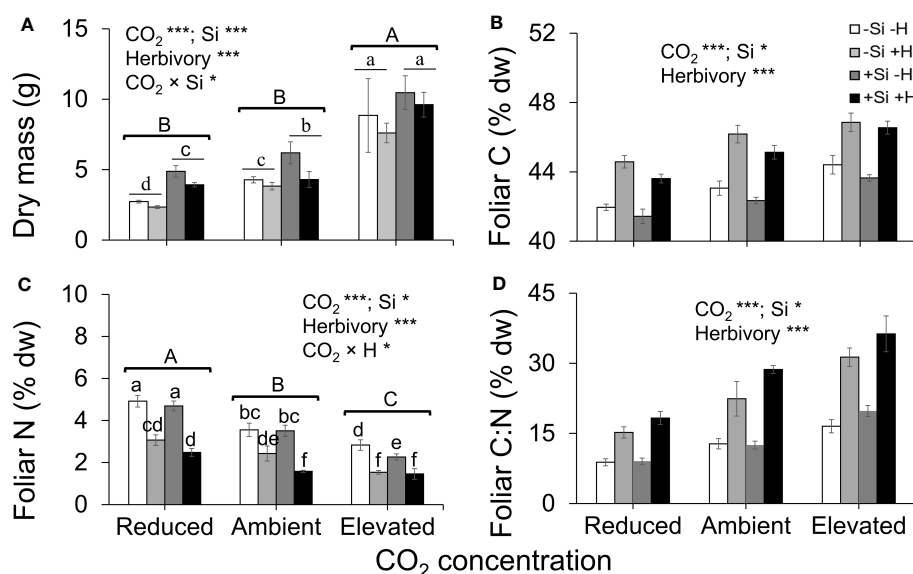 A
15
10
5
0
Dry mass (g)
CO2 ***; Si ***
Herbivory ***
CO2 × Si *
B
d
c
B
c
b
A
a
a
B
48
46
44
42
40
Foliar C (% dw)
CO2 ***; Si *
Herbivory ***
-Si -H
-Si +H
+Si -H
+Si +H
C
10
8
6
4
2
0
Foliar N (% dw)
CO2 ***; Si *
Herbivory ***
CO2 × H *
A
a
cd
a
d
B
bc
de
bc
f
C
d
f
e
f
Reduced
Ambient
Elevated
D
45
30
15
0
Foliar C:N (% dw)
CO2 ***; Si *
Herbivory ***
Reduced
Ambient
Elevated
CO2 concentration